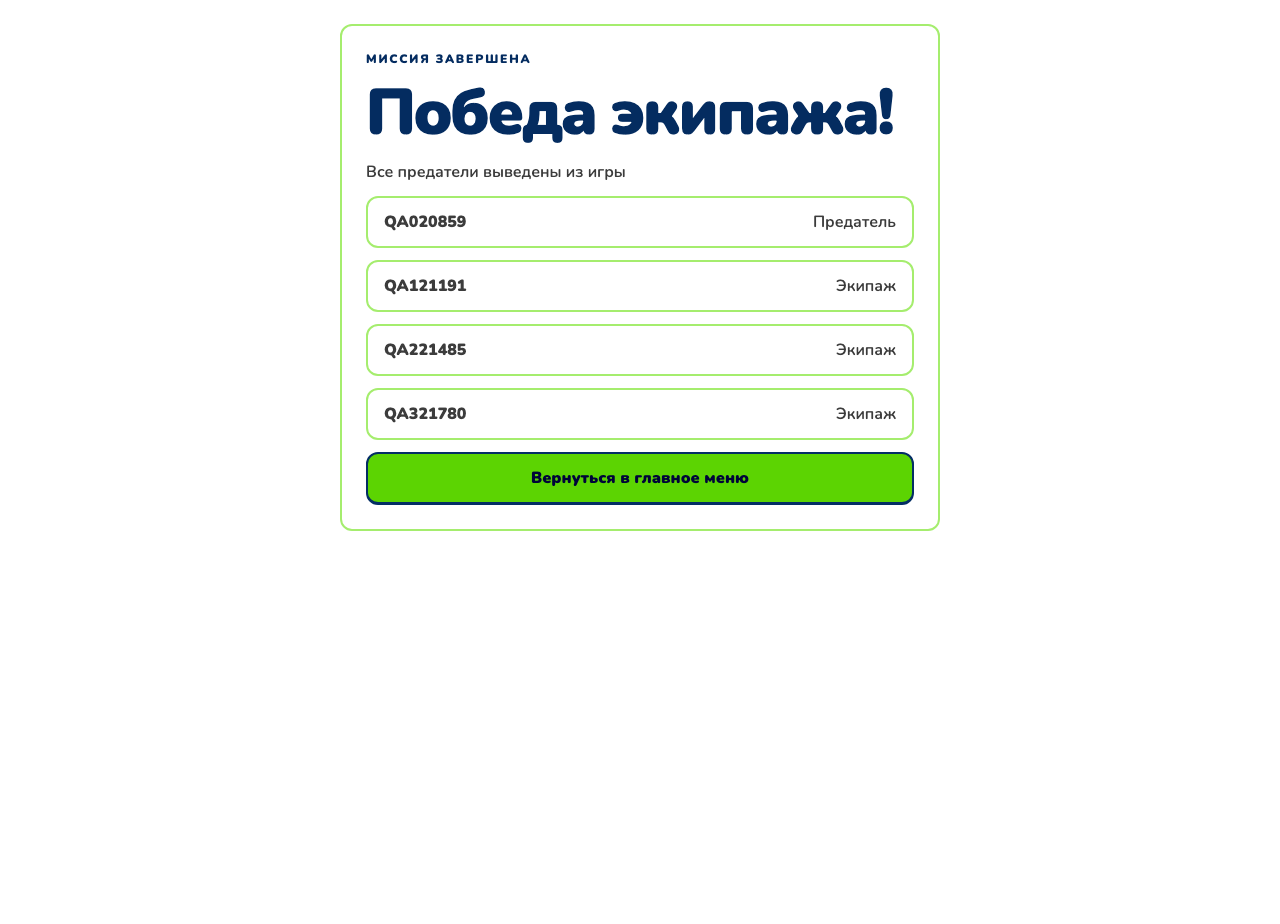 МИССИЯ ЗАВЕРШЕНА
Победа экипажа!
Все предатели выведены из игры
QA020859 Предатель
QA121191 Экипаж
QA221485 Экипаж
QA321780 Экипаж
Вернуться в главное меню